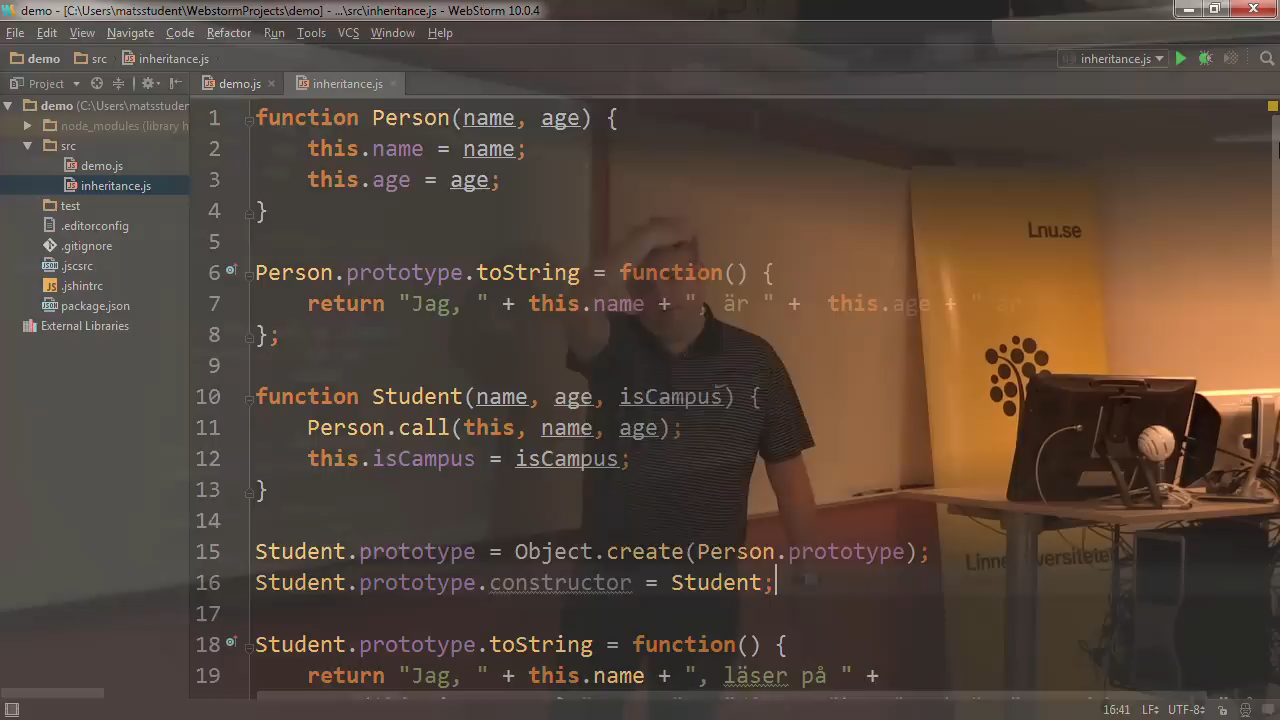 demo - [C:\Users\matsstudent\WebstormProjects\demo] - ...\src\inheritance.js - WebStorm 10.0.4
File Edit View Navigate Code Refactor Run Tools VCS Window Help
demo src inheritance.js inheritance.js
Project demo.js inheritance.js
demo (C:\Users\matsstuden
node_modules (library h
src
demo.js
inheritance.js
test
.editorconfig
.gitignore
.jscsrc
.jshintrc
package.json
External Libraries
1 function Person(name, age) {
2 this.name = name;
3 this.age = age;
4 }
5
6 Person.prototype.toString = function() {
7 return "Jag, " + this.name + ", är " + this.age + " år
8 };
9
10 function Student(name, age, isCampus) {
11 Person.call(this, name, age);
12 this.isCampus = isCampus;
13 }
14
15 Student.prototype = Object.create(Person.prototype);
16 Student.prototype.constructor = Student;
17
18 Student.prototype.toString = function() {
19 return "Jag, " + this.name + ", läser på " +
Lnu.se
16:41 LF UTF-8